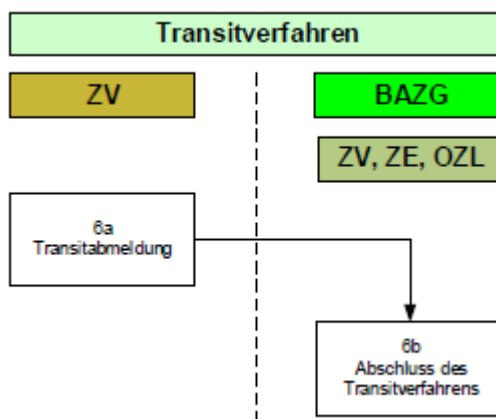 Transitverfahren
ZV
BAZG
ZV, ZE, OZL
6a
Transitabmeldung
6b
Abschluss des
Transitverfahrens